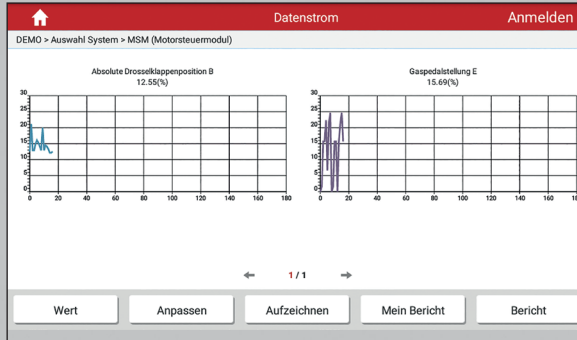 Datenstrom
Anmelden
DEMO > Auswahl System > MSM (Motorsteuermodul)
Absolute Drosselklappenposition B
12.55(%)
30
25
20
15
10
5
0
0 20 40 60 80 100 120 140 160 180
Gaspedalstellung E
15.69(%)
30
25
20
15
10
5
0
0 20 40 60 80 100 120 140 160
1 / 1
Wert
Anpassen
Aufzeichnen
Mein Bericht
Bericht